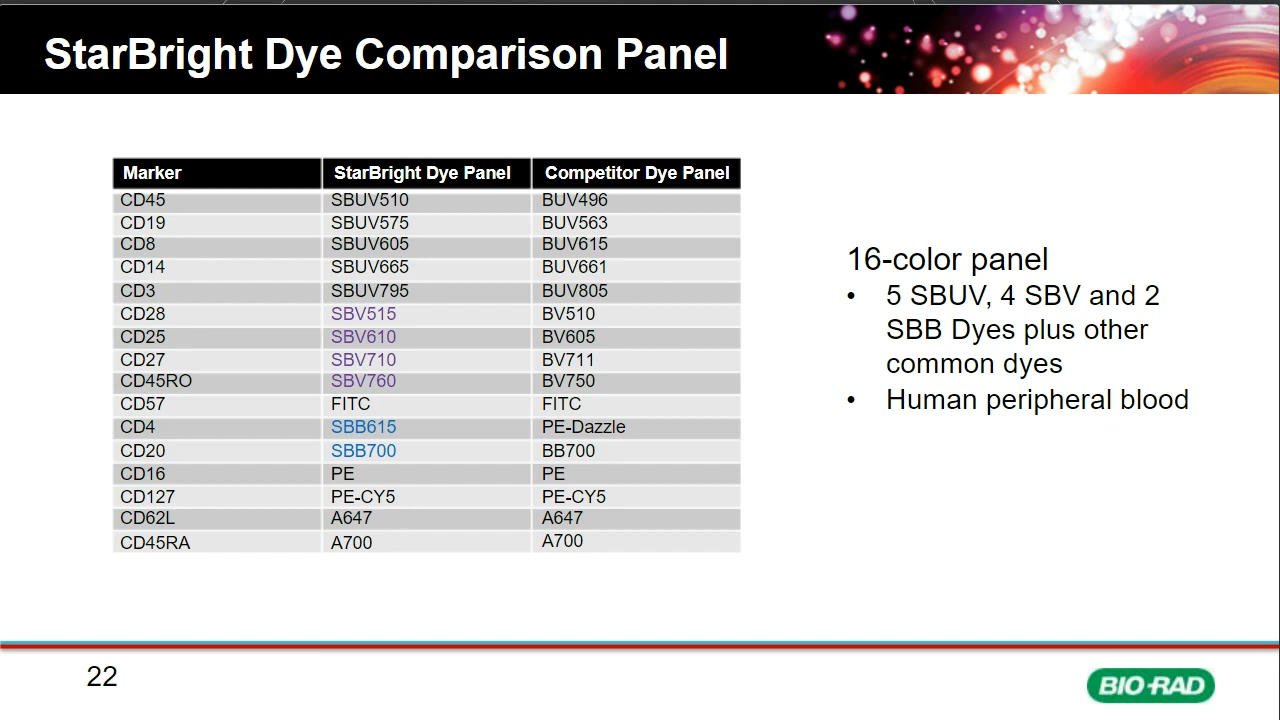 StarBright Dye Comparison Panel
Marker StarBright Dye Panel Competitor Dye Panel
CD45 SBUV510 BUV496
CD19 SBUV575 BUV563
CD8 SBUV605 BUV615
CD14 SBUV665 BUV661
CD3 SBUV795 BUV805
CD28 SBV515 BV510
CD25 SBV610 BV605
CD27 SBV710 BV711
CD45RO SBV760 BV750
CD57 FITC FITC
CD4 SBB615 PE-Dazzle
CD20 SBB700 BB700
CD16 PE PE
CD127 PE-CY5 PE-CY5
CD62L A647 A647
CD45RA A700 A700
16-color panel
• 5 SBUV, 4 SBV and 2
SBB Dyes plus other
common dyes
• Human peripheral blood
22
BIO-RAD